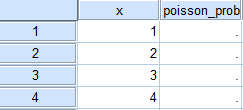 x poisson_prob
1 1 .
2 2 .
3 3 .
4 4 .